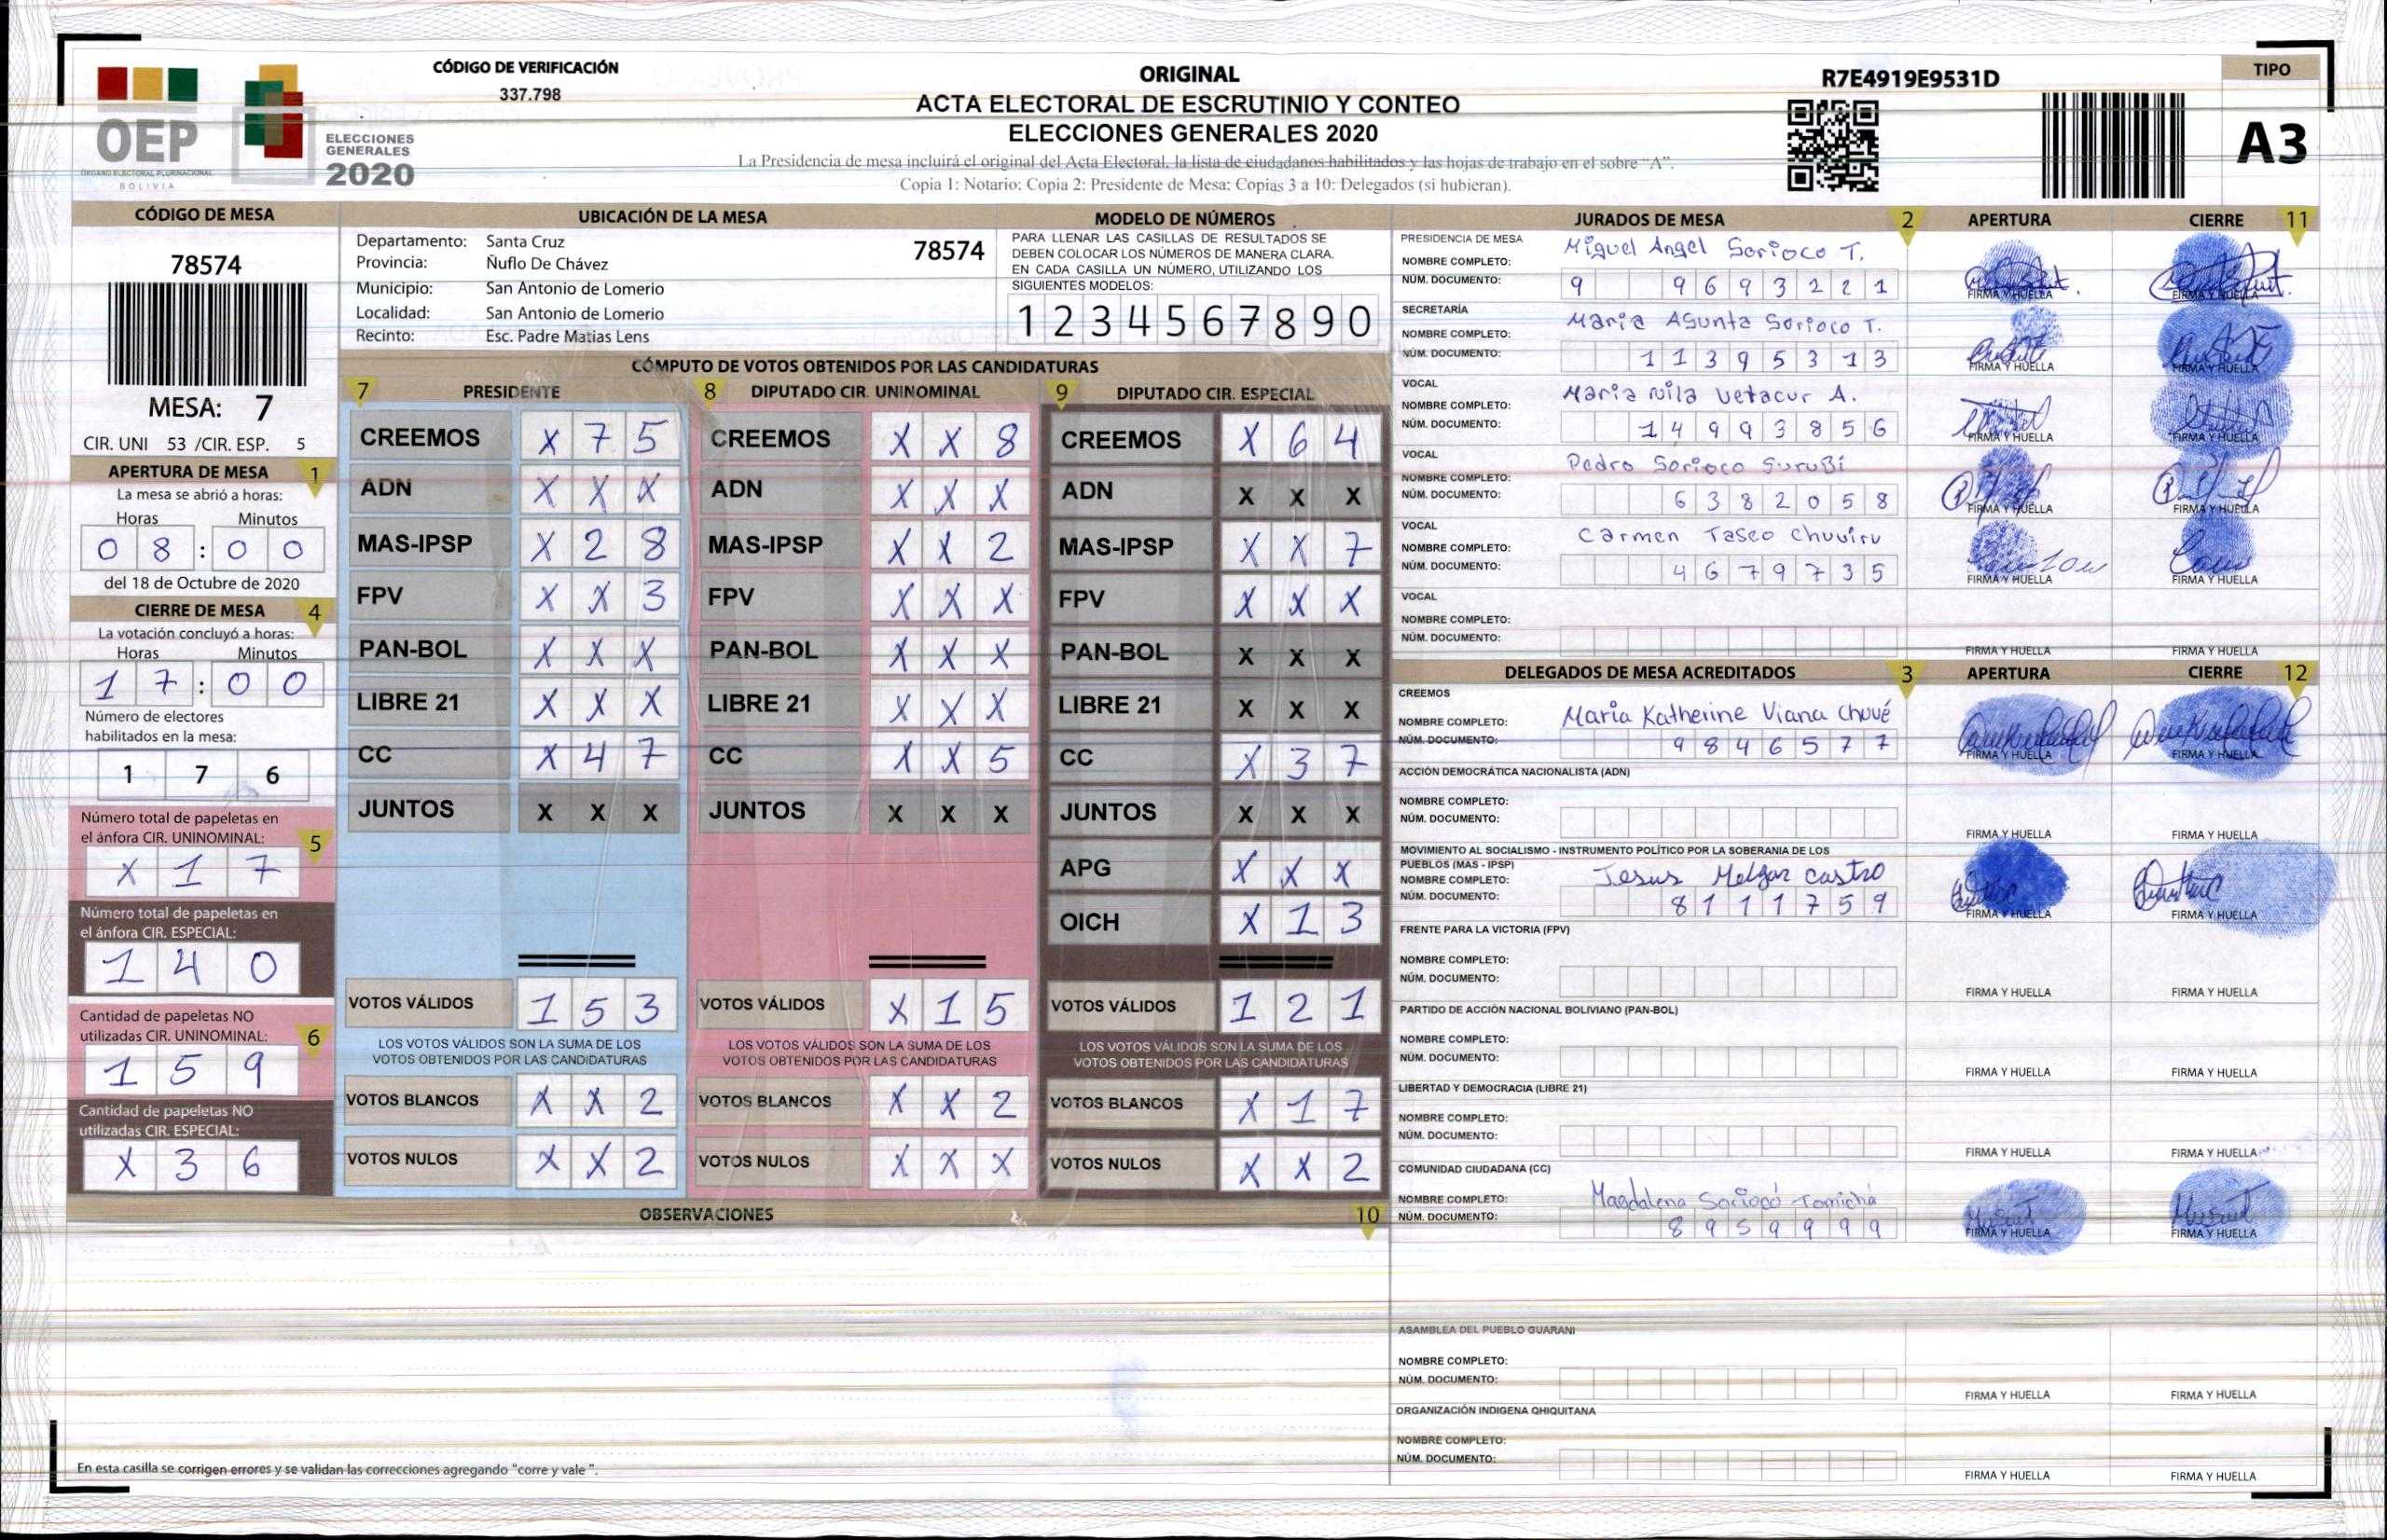 CÓDIGO DE VERIFICACIÓN
337.798
OEP
ÓRGANO ELECTORAL PLURINACIONAL
BOLIVIA
ELECCIONES
GENERALES
2020
ORIGINAL
ACTA ELECTORAL DE ESCRUTINIO Y CONTEO
ELECCIONES GENERALES 2020
La Presidencia de mesa incluirá el original del Acta Electoral, la lista de ciudadanos habilitados y las hojas de trabajo en el sobre "A".
Copia 1: Notario; Copia 2: Presidente de Mesa; Copias 3 a 10: Delegados (si hubieran).
R7E4919E9531D
TIPO
A3
CÓDIGO DE MESA
78574
MESA: 7
CIR. UNI 53 /CIR. ESP. 5
APERTURA DE MESA 1
La mesa se abrió a horas:
Horas Minutos
0 8 : 0 0
del 18 de Octubre de 2020
CIERRE DE MESA 4
La votación concluyó a horas:
Horas Minutos
1 7 : 0 0
Número de electores
habilitados en la mesa:
1 7 6
Número total de papeletas en
el ánfora CIR. UNINOMINAL: 5
X 1 7
Número total de papeletas en
el ánfora CIR. ESPECIAL:
1 4 0
Cantidad de papeletas NO
utilizadas CIR. UNINOMINAL: 6
1 5 9
Cantidad de papeletas NO
utilizadas CIR. ESPECIAL:
X 3 6
UBICACIÓN DE LA MESA
Departamento: Santa Cruz 78574
Provincia: Ñuflo De Chávez
Municipio: San Antonio de Lomerio
Localidad: San Antonio de Lomerio
Recinto: Esc. Padre Matias Lens
MODELO DE NÚMEROS
PARA LLENAR LAS CASILLAS DE RESULTADOS SE
DEBEN COLOCAR LOS NÚMEROS DE MANERA CLARA.
EN CADA CASILLA UN NÚMERO, UTILIZANDO LOS
SIGUIENTES MODELOS:
1 2 3 4 5 6 7 8 9 0
CÓMPUTO DE VOTOS OBTENIDOS POR LAS CANDIDATURAS
7 PRESIDENTE 8 DIPUTADO CIR. UNINOMINAL 9 DIPUTADO CIR. ESPECIAL
CREEMOS X 7 5 CREEMOS X X 8 CREEMOS X 6 4
ADN X X X ADN X X X ADN X X X
MAS-IPSP X 2 8 MAS-IPSP X X 2 MAS-IPSP X X 7
FPV X X 3 FPV X X X FPV X X X
PAN-BOL X X X PAN-BOL X X X PAN-BOL X X X
LIBRE 21 X X X LIBRE 21 X X X LIBRE 21 X X X
CC X 4 7 CC X X 5 CC X 3 7
JUNTOS X X X JUNTOS X X X JUNTOS X X X
APG X X X
OICH X 1 3
VOTOS VÁLIDOS 1 5 3 VOTOS VÁLIDOS X 1 5 VOTOS VÁLIDOS 1 2 1
LOS VOTOS VÁLIDOS SON LA SUMA DE LOS LOS VOTOS VÁLIDOS SON LA SUMA DE LOS LOS VOTOS VÁLIDOS SON LA SUMA DE LOS
VOTOS OBTENIDOS POR LAS CANDIDATURAS VOTOS OBTENIDOS POR LAS CANDIDATURAS VOTOS OBTENIDOS POR LAS CANDIDATURAS
VOTOS BLANCOS X X 2 VOTOS BLANCOS X X 2 VOTOS BLANCOS X 1 7
VOTOS NULOS X X 2 VOTOS NULOS X X X VOTOS NULOS X X 2
OBSERVACIONES 10
En esta casilla se corrigen errores y se validan las correcciones agregando "corre y vale ".
JURADOS DE MESA 2 APERTURA CIERRE 11
PRESIDENCIA DE MESA
NOMBRE COMPLETO: Miguel Angel Sorioco T.
NÚM. DOCUMENTO: 9 9 6 9 3 2 2 1
FIRMA Y HUELLA FIRMA Y HUELLA
SECRETARÍA
NOMBRE COMPLETO: Maria Asunta Sorioco T.
NÚM. DOCUMENTO: 1 1 3 9 5 3 1 3
FIRMA Y HUELLA FIRMA Y HUELLA
VOCAL
NOMBRE COMPLETO: Maria Nila Vetacur A.
NÚM. DOCUMENTO: 1 4 9 9 3 8 5 6
FIRMA Y HUELLA FIRMA Y HUELLA
VOCAL
NOMBRE COMPLETO: Pedro Sorioco Surubí
NÚM. DOCUMENTO: 6 3 8 2 0 5 8
FIRMA Y HUELLA FIRMA Y HUELLA
VOCAL
NOMBRE COMPLETO: Carmen Taseo Chuviru
NÚM. DOCUMENTO: 4 6 7 9 7 3 5
FIRMA Y HUELLA FIRMA Y HUELLA
VOCAL
NOMBRE COMPLETO:
NÚM. DOCUMENTO:
FIRMA Y HUELLA FIRMA Y HUELLA
DELEGADOS DE MESA ACREDITADOS 3 APERTURA CIERRE 12
CREEMOS
NOMBRE COMPLETO: Maria Katherine Viana Chuvé
NÚM. DOCUMENTO: 9 8 4 6 5 7 7
FIRMA Y HUELLA FIRMA Y HUELLA
ACCIÓN DEMOCRÁTICA NACIONALISTA (ADN)
NOMBRE COMPLETO:
NÚM. DOCUMENTO:
FIRMA Y HUELLA FIRMA Y HUELLA
MOVIMIENTO AL SOCIALISMO - INSTRUMENTO POLÍTICO POR LA SOBERANIA DE LOS
PUEBLOS (MAS - IPSP)
NOMBRE COMPLETO: Jesus Melgar Castro
NÚM. DOCUMENTO: 8 1 1 1 7 5 9
FIRMA Y HUELLA FIRMA Y HUELLA
FRENTE PARA LA VICTORIA (FPV)
NOMBRE COMPLETO:
NÚM. DOCUMENTO:
FIRMA Y HUELLA FIRMA Y HUELLA
PARTIDO DE ACCIÓN NACIONAL BOLIVIANO (PAN-BOL)
NOMBRE COMPLETO:
NÚM. DOCUMENTO:
FIRMA Y HUELLA FIRMA Y HUELLA
LIBERTAD Y DEMOCRACIA (LIBRE 21)
NOMBRE COMPLETO:
NÚM. DOCUMENTO:
FIRMA Y HUELLA FIRMA Y HUELLA
COMUNIDAD CIUDADANA (CC)
NOMBRE COMPLETO: Magdalena Sorioco Tomichá
NÚM. DOCUMENTO: 8 9 5 9 9 9 9
FIRMA Y HUELLA FIRMA Y HUELLA
ASAMBLEA DEL PUEBLO GUARANI
NOMBRE COMPLETO:
NÚM. DOCUMENTO:
FIRMA Y HUELLA FIRMA Y HUELLA
ORGANIZACIÓN INDIGENA QHIQUITANA
NOMBRE COMPLETO:
NÚM. DOCUMENTO:
FIRMA Y HUELLA FIRMA Y HUELLA